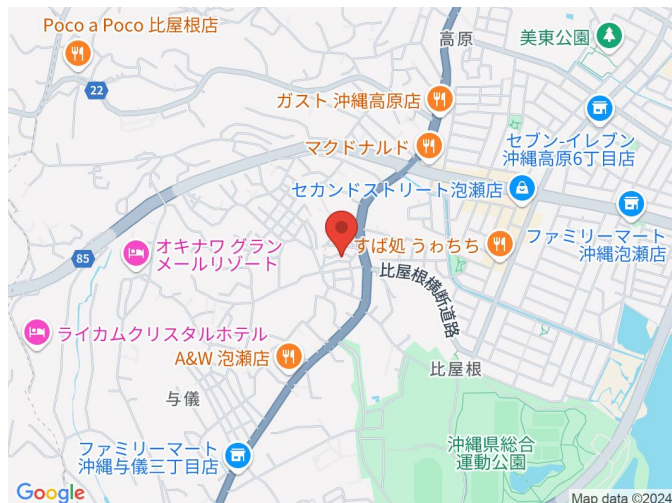 Poco a Poco 比屋根店
高原
美東公園
22
ガスト 沖縄高原店
マクドナルド
セブン-イレブン
沖縄高原6丁目店
セカンドストリート泡瀬店
オキナワ グラン
メールリゾート
85
すば処 うゎちち
ファミリーマート
沖縄泡瀬店
比屋根横断道路
ライカムクリスタルホテル
A&W 泡瀬店
比屋根
与儀
沖縄県総合
運動公園
ファミリーマート
沖縄与儀三丁目店
Google
Map data ©2024